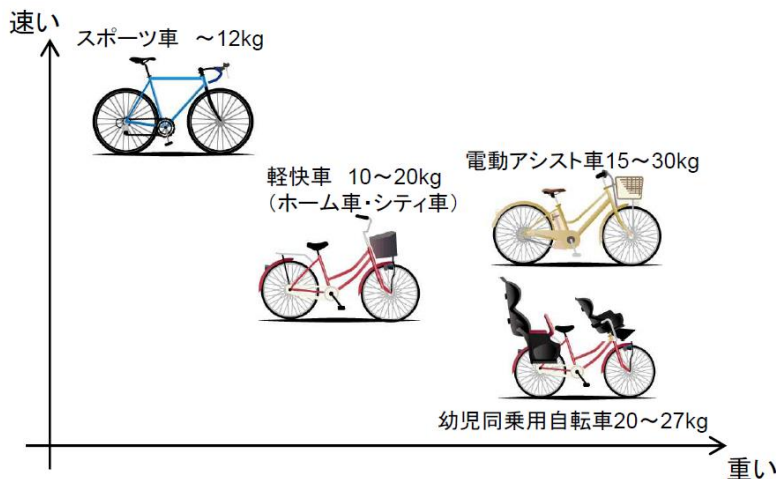 速い
スポーツ車 ～12kg
軽快車 10～20kg
（ホーム車・シティ車）
電動アシスト車15～30kg
幼児同乗用自転車20～27kg
重い